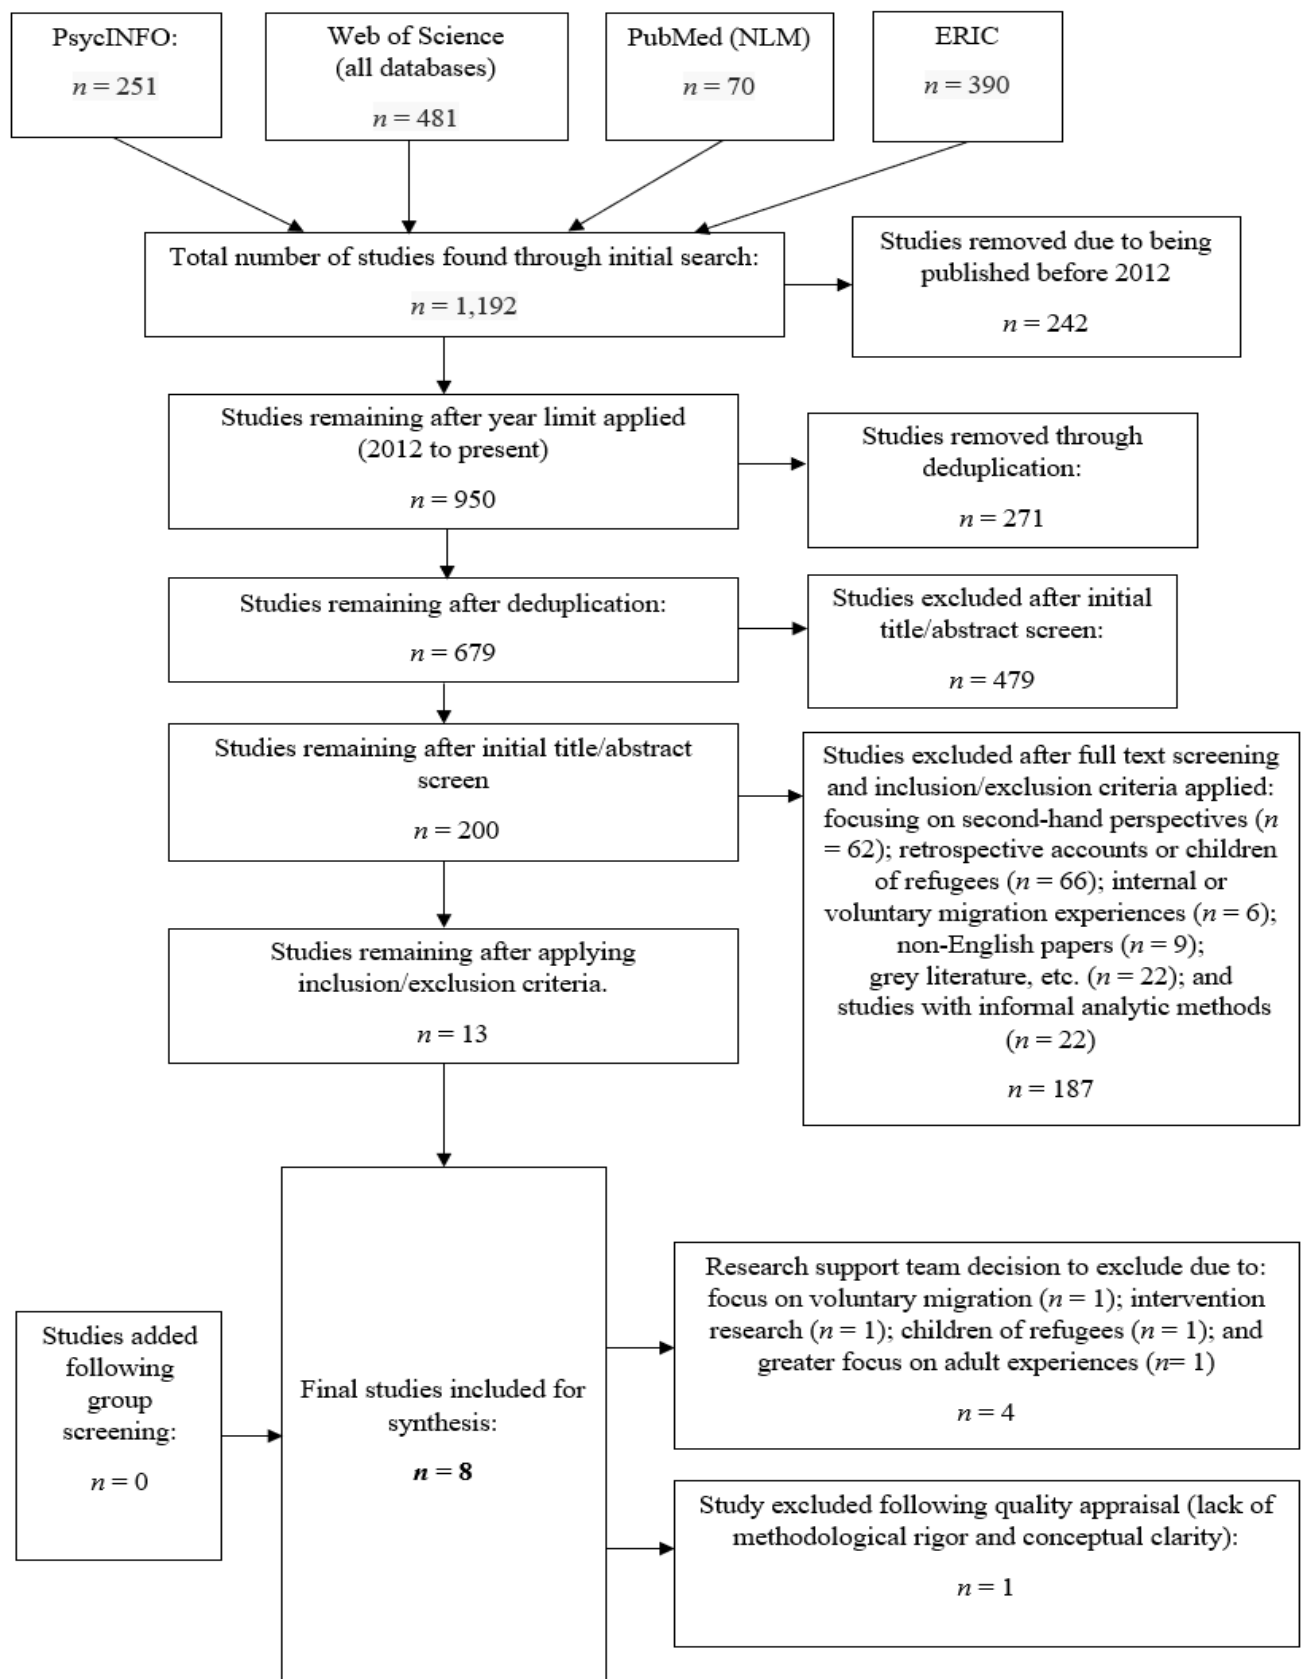 PsycINFO:
n = 251
Web of Science
(all databases)
n = 481
PubMed (NLM)
n = 70
ERIC
n = 390
Total number of studies found through initial search:
n = 1,192
Studies removed due to being
published before 2012
n = 242
Studies remaining after year limit applied
(2012 to present)
n = 950
Studies removed through
deduplication:
n = 271
Studies remaining after deduplication:
n = 679
Studies excluded after initial
title/abstract screen:
n = 479
Studies remaining after initial title/abstract
screen
n = 200
Studies excluded after full text screening
and inclusion/exclusion criteria applied:
focusing on second-hand perspectives (n
= 62); retrospective accounts or children
of refugees (n = 66); internal or
voluntary migration experiences (n = 6);
non-English papers (n = 9);
grey literature, etc. (n = 22); and
studies with informal analytic methods
(n = 22)
n = 187
Studies remaining after applying
inclusion/exclusion criteria.
n = 13
Research support team decision to exclude due to:
focus on voluntary migration (n = 1); intervention
research (n = 1); children of refugees (n = 1); and
greater focus on adult experiences (n= 1)
n = 4
Studies added
following
group
screening:
n = 0
Final studies included for
synthesis:
n = 8
Study excluded following quality appraisal (lack of
methodological rigor and conceptual clarity):
n = 1